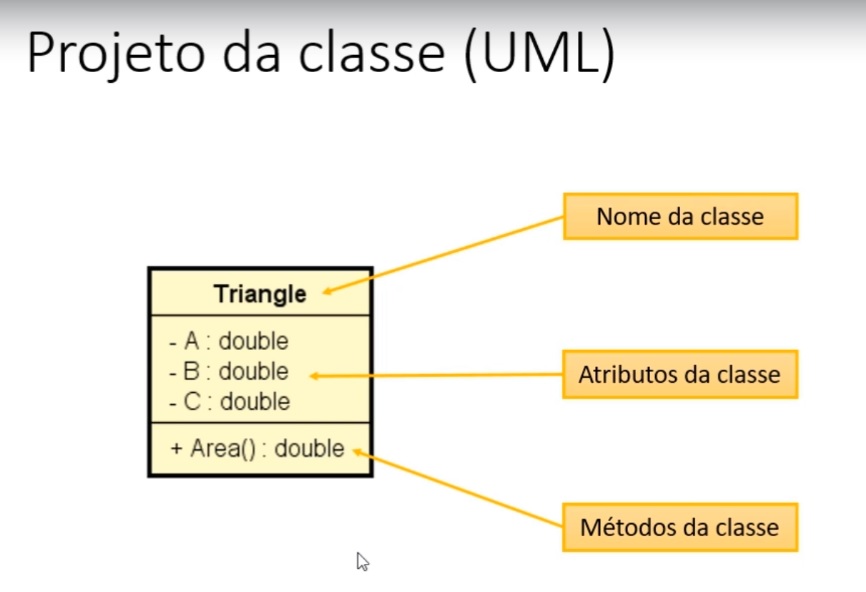 Projeto da classe (UML)
Nome da classe
Triangle
- A : double
- B : double
- C : double
Atributos da classe
+ Area() : double
Métodos da classe